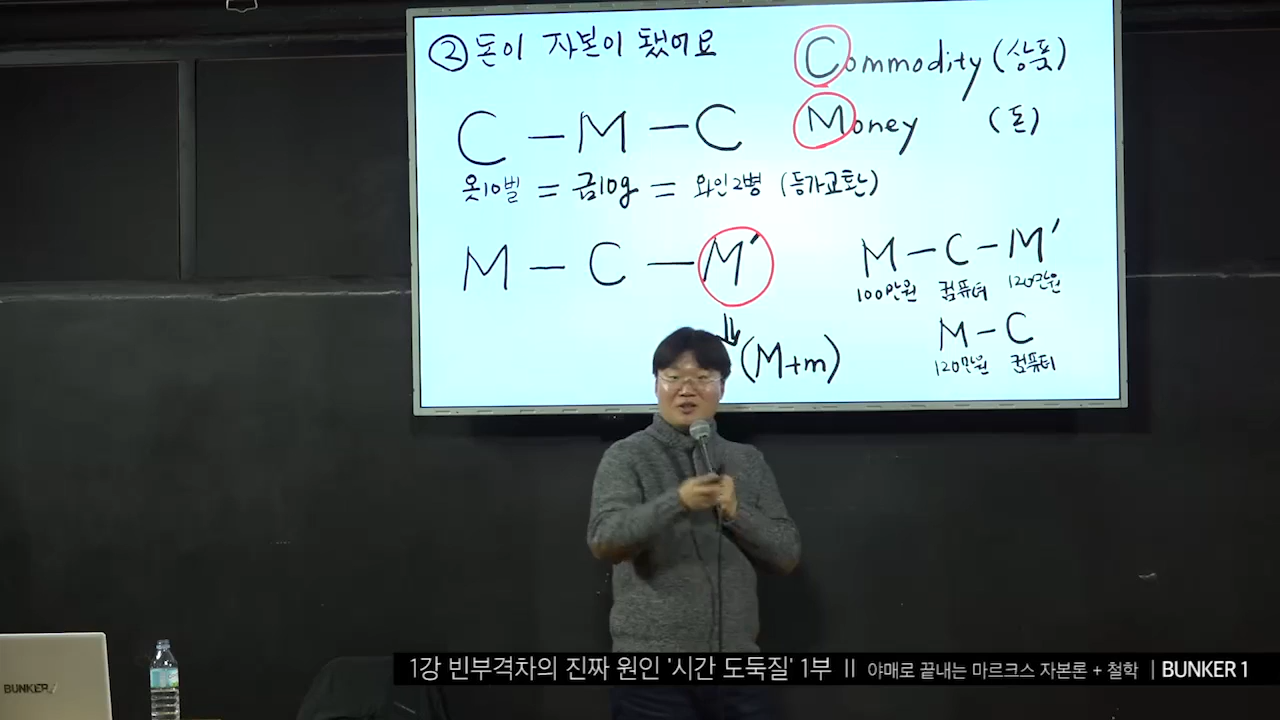 ② 돈이 자본이 됐어요
Commodity (상품)
Money (돈)
C – M – C
옷10벌 = 금10g = 와인2병 (등가교환)
M – C – M′
⇓
(M+m)
M – C – M′
100만원 컴퓨터 120만원
M – C
120만원 컴퓨터
BUNKER 1
1강 빈부격차의 진짜 원인 '시간 도둑질' 1부 II 야매로 끝내는 마르크스 자본론 + 철학 | BUNKER 1